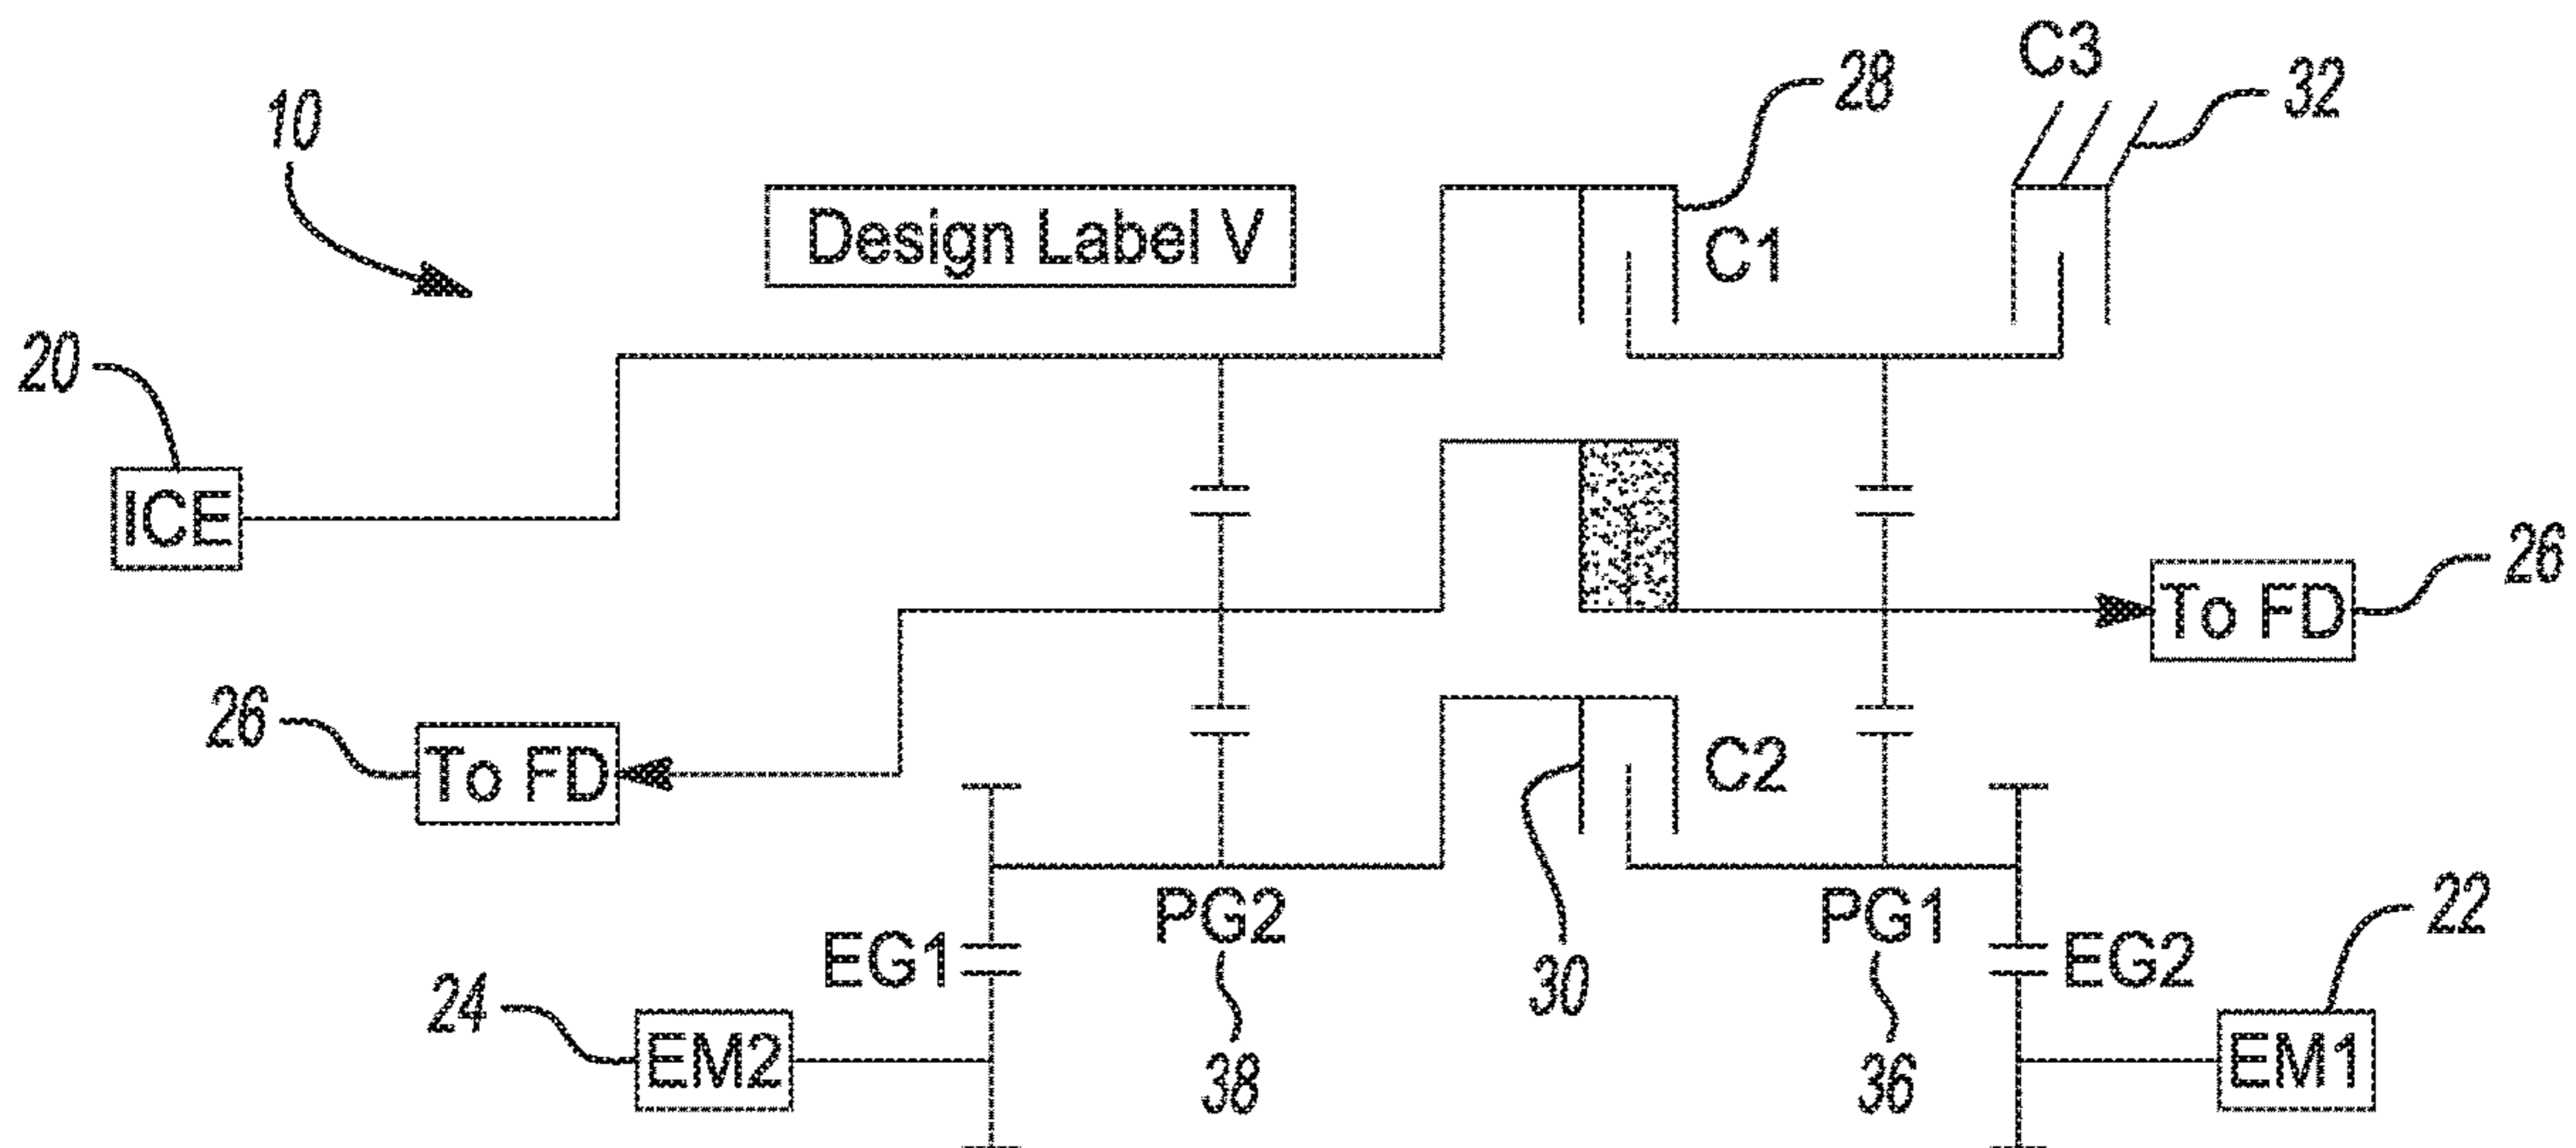 C3
28
32
10
Design Label V
C1
20
ICE
26
To FD
26
To FD
C2
PG2
PG1
22
EG1
30
EG2
24
EM2
38
36
EM1